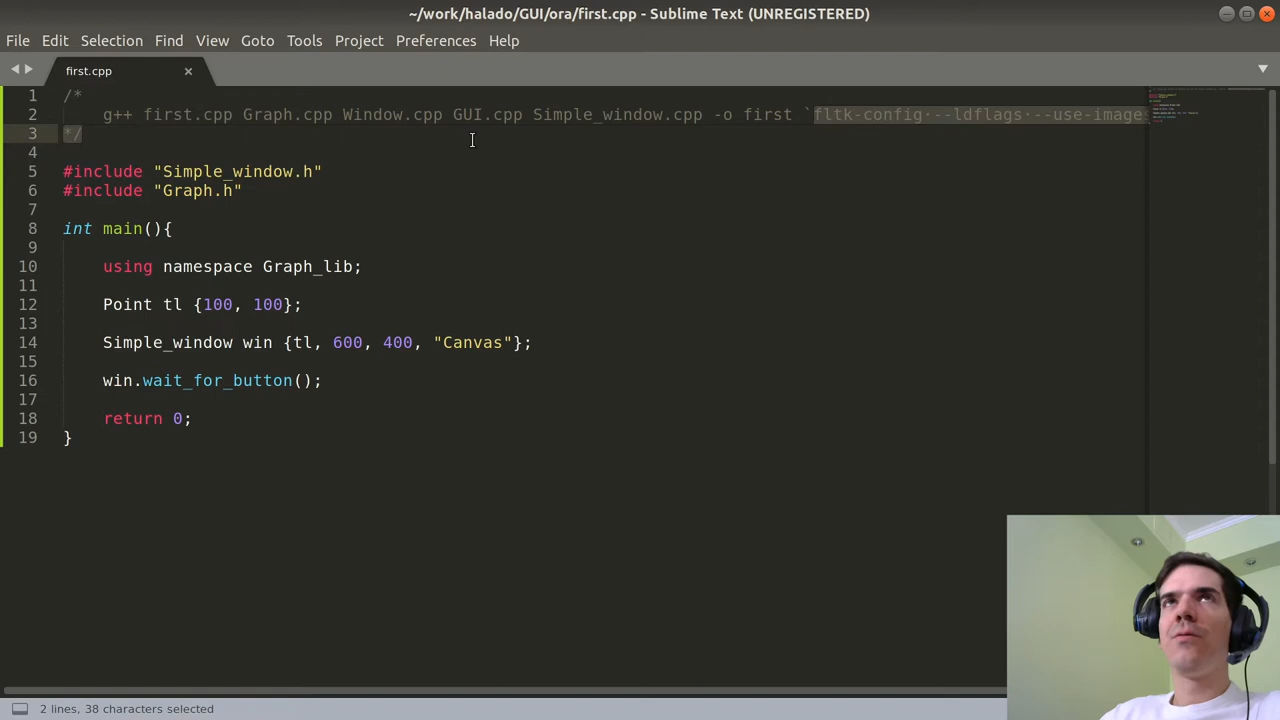 ~/work/halado/GUI/ora/first.cpp - Sublime Text (UNREGISTERED)
File Edit Selection Find View Goto Tools Project Preferences Help
first.cpp
1 /*
2 g++ first.cpp Graph.cpp Window.cpp GUI.cpp Simple_window.cpp -o first `fltk-config --ldflags --use-images
3 */
4
5 #include "Simple_window.h"
6 #include "Graph.h"
7
8 int main(){
9
10 using namespace Graph_lib;
11
12 Point tl {100, 100};
13
14 Simple_window win {tl, 600, 400, "Canvas"};
15
16 win.wait_for_button();
17
18 return 0;
19 }
2 lines, 38 characters selected